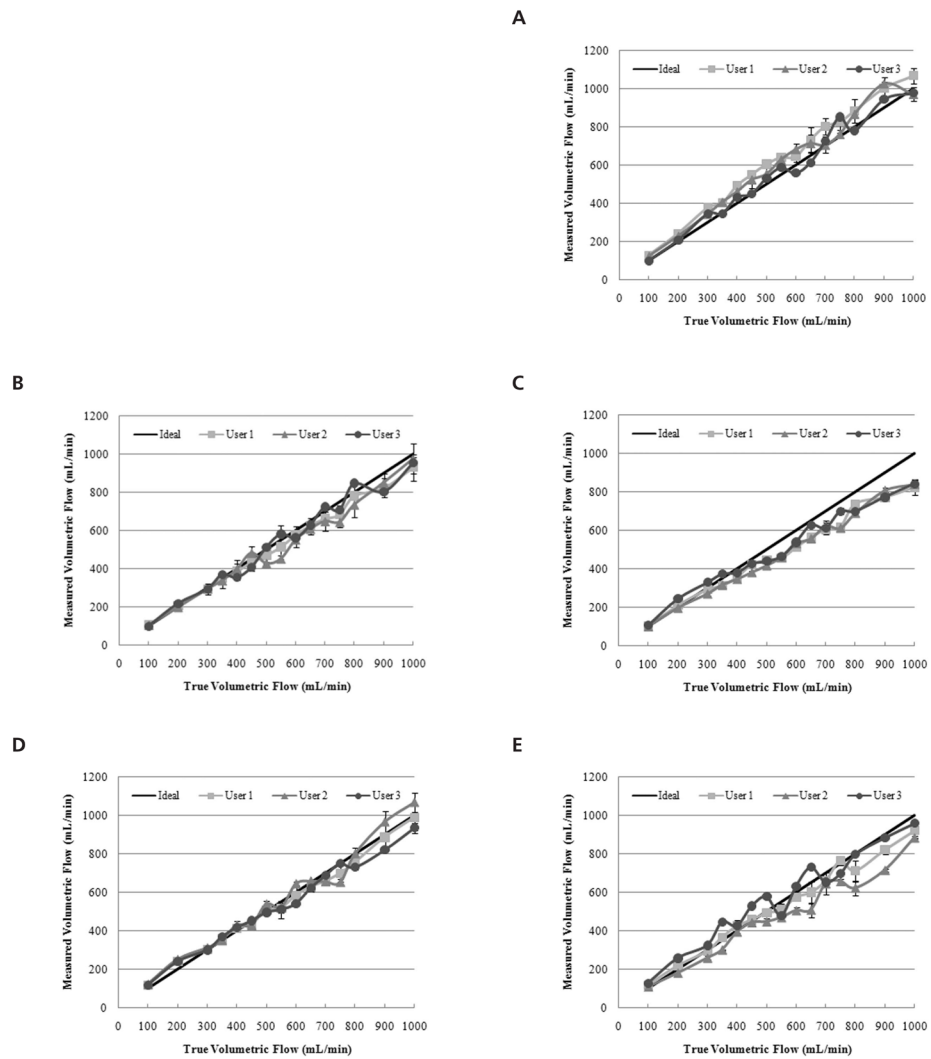 A
1200
Ideal User 1 User 2 User 3
1000
800
600
400
200
0
Measured Volumetric Flow (mL/min)
0 100 200 300 400 500 600 700 800 900 1000
True Volumetric Flow (mL/min)
B
1200
Ideal User 1 User 2 User 3
1000
800
600
400
200
0
Measured Volumetric Flow (mL/min)
0 100 200 300 400 500 600 700 800 900 1000
True Volumetric Flow (mL/min)
C
1200
Ideal User 1 User 2 User 3
1000
800
600
400
200
0
Measured Volumetric Flow (mL/min)
0 100 200 300 400 500 600 700 800 900 1000
True Volumetric Flow (mL/min)
D
1200
Ideal User 1 User 2 User 3
1000
800
600
400
200
0
Measured Volumetric Flow (mL/min)
0 100 200 300 400 500 600 700 800 900 1000
True Volumetric Flow (mL/min)
E
1200
Ideal User 1 User 2 User 3
1000
800
600
400
200
0
Measured Volumetric Flow (mL/min)
0 100 200 300 400 500 600 700 800 900 1000
True Volumetric Flow (mL/min)